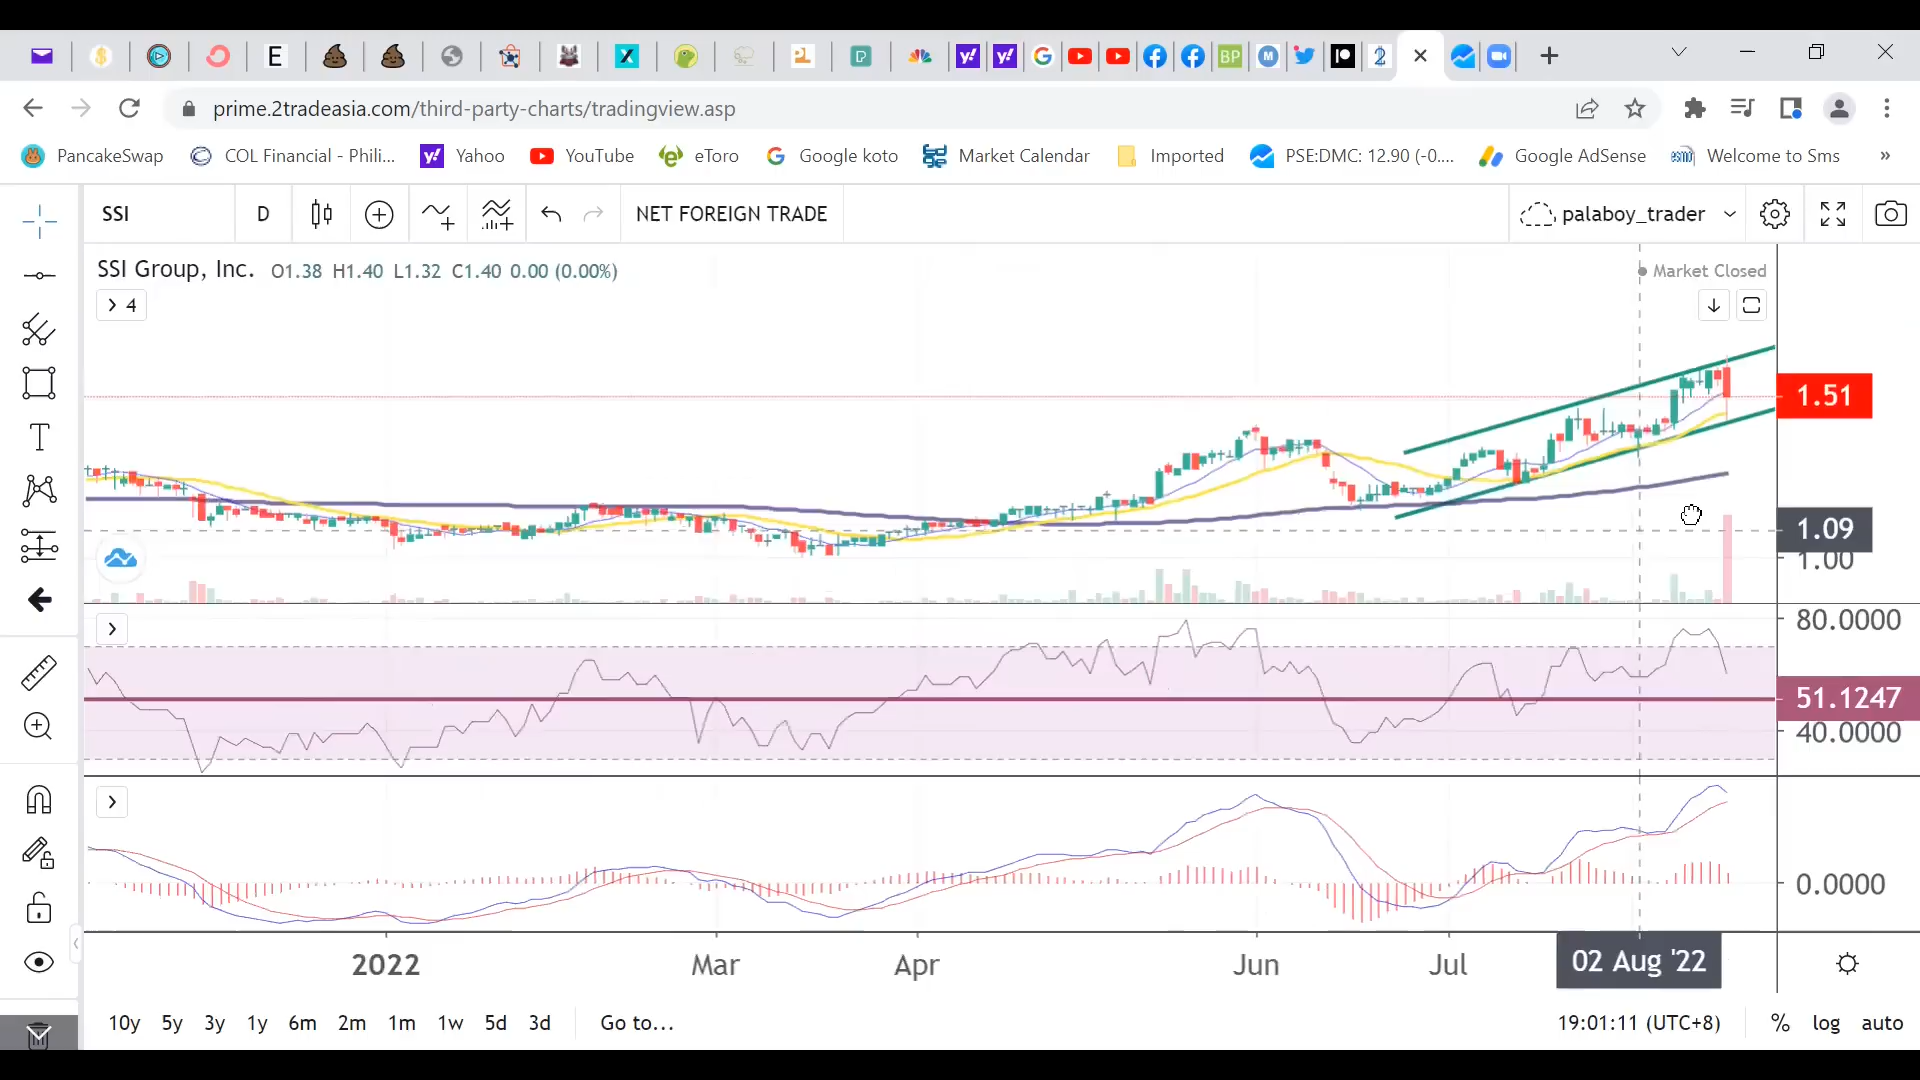 E
BP
prime.2tradeasia.com/third-party-charts/tradingview.asp
PancakeSwap
COL Financial - Phili...
Yahoo
YouTube
eToro
Google koto
Market Calendar
Imported
PSE:DMC: 12.90 (-0....
Google AdSense
Welcome to Sms
»
SSI
D
NET FOREIGN TRADE
palaboy_trader
SSI Group, Inc. O1.38 H1.40 L1.32 C1.40 0.00 (0.00%)
Market Closed
4
1.51
1.09
1.00
80.0000
51.1247
40.0000
0.0000
2022 Mar Apr Jun Jul 02 Aug '22
10y 5y 3y 1y 6m 2m 1m 1w 5d 3d Go to...
19:01:11 (UTC+8) % log auto